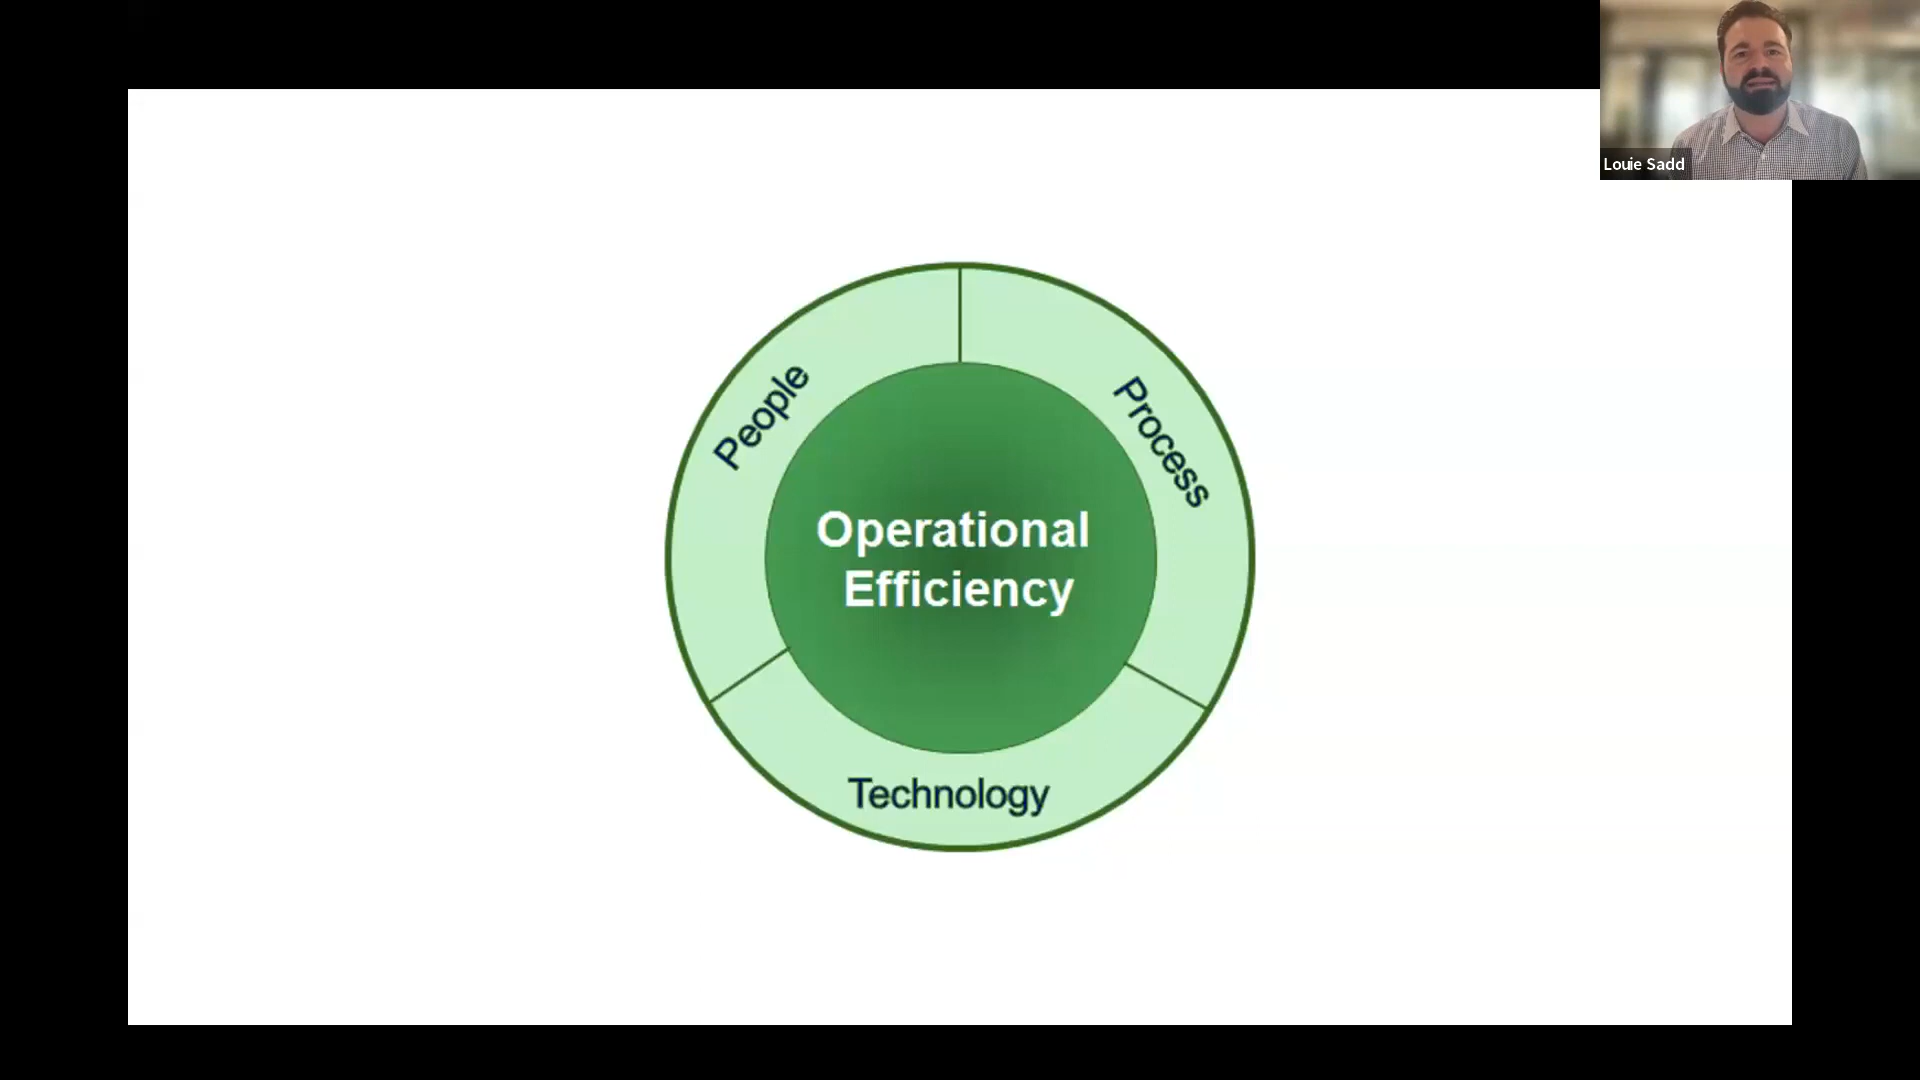 Louie Sadd
People
Process
Operational
Efficiency
Technology